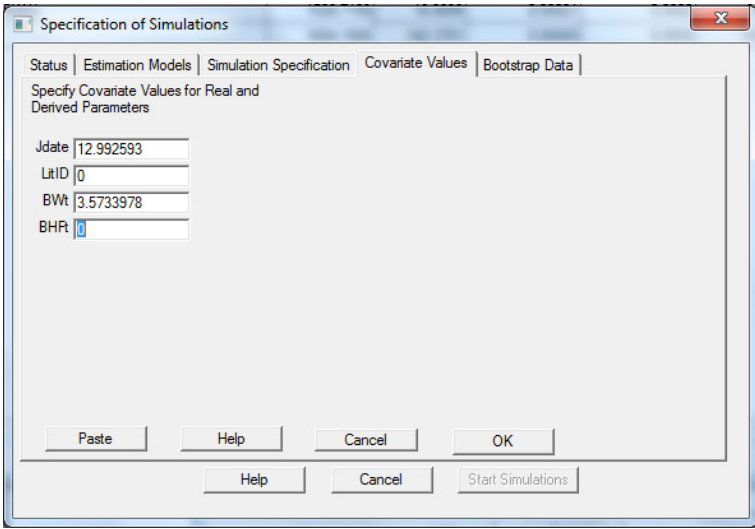 Specification of Simulations
Status Estimation Models Simulation Specification Covariate Values Bootstrap Data
Specify Covariate Values for Real and
Derived Parameters
Jdate 12.992593
LitID 0
BWt 3.5733978
BHFt 0
Paste Help Cancel OK
Help Cancel Start Simulations